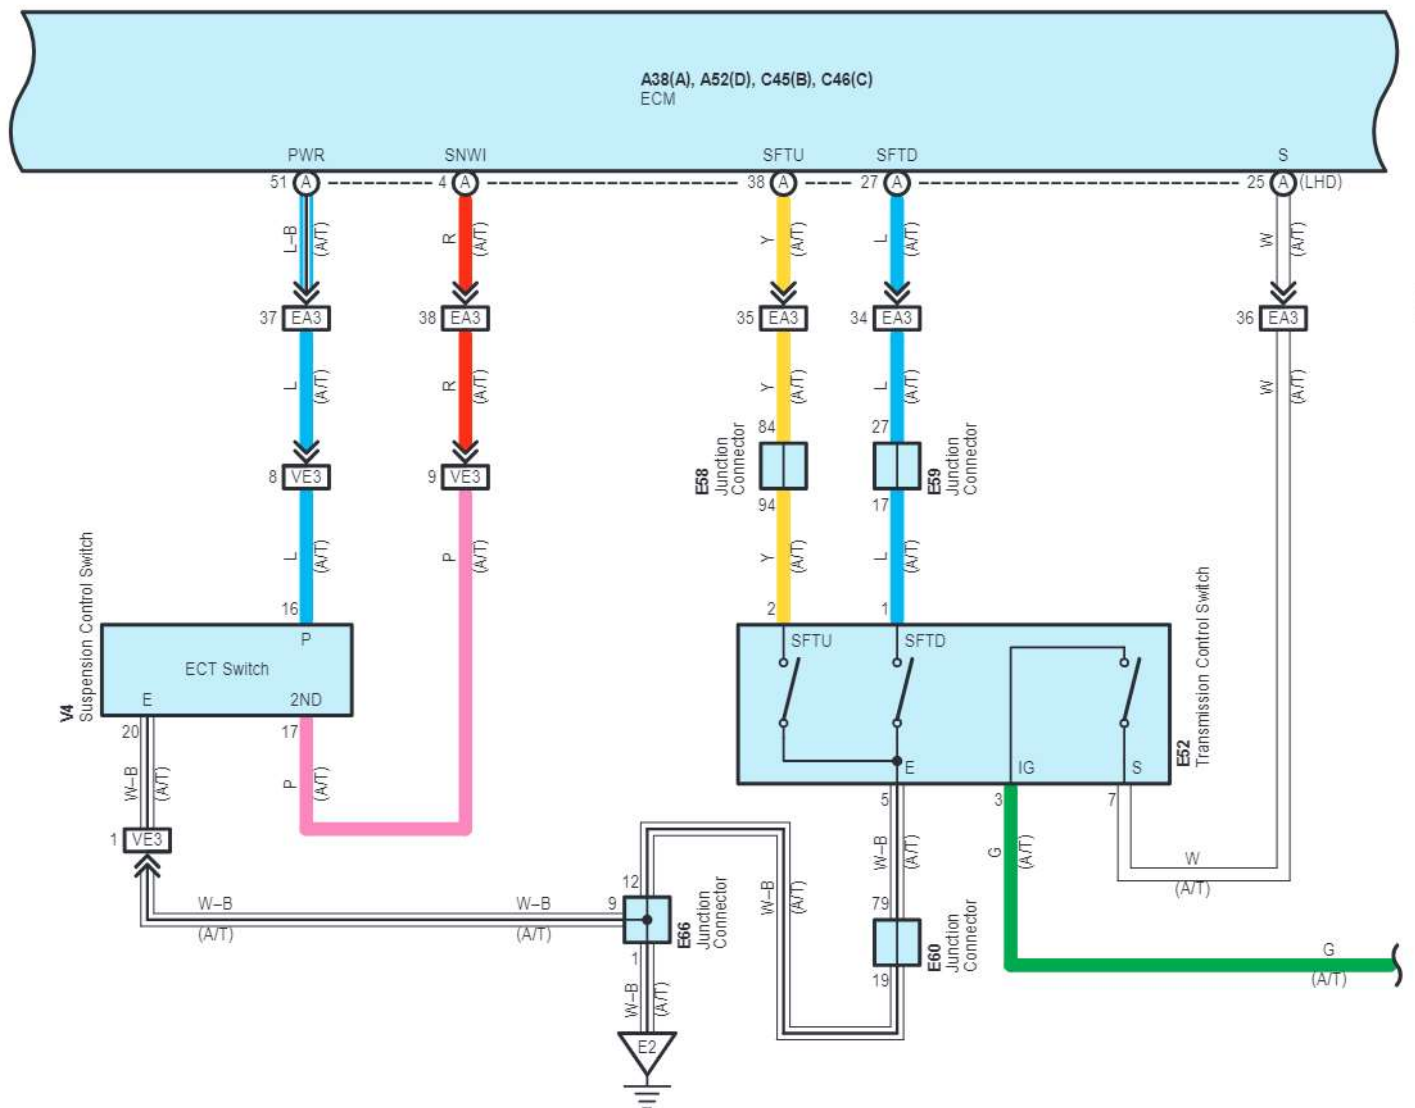 A38(A), A52(D), C45(B), C46(C)
ECM
PWR
SNWI
SFTU
SFTD
S
51 A
4 A
38 A
27 A
25 A (LHD)
L–B
(A/T)
R
(A/T)
Y
(A/T)
L
(A/T)
W
(A/T)
37 EA3
38 EA3
35 EA3
34 EA3
36 EA3
L
(A/T)
R
(A/T)
Y
(A/T)
L
(A/T)
W
(A/T)
84
27
8 VE3
9 VE3
E58
Junction
Connector
E59
Junction
Connector
94
17
L
(A/T)
P
(A/T)
Y
(A/T)
L
(A/T)
16
2
1
V4
Suspension Control Switch
P
ECT Switch
E
2ND
SFTU
SFTD
E
IG
S
E52
Transmission Control Switch
20
17
5
3
7
W–B
(A/T)
P
(A/T)
W–B
(A/T)
G
(A/T)
1 VE3
W
(A/T)
12
W–B
(A/T)
79
W–B
(A/T)
W–B
(A/T)
9
E66
Junction
Connector
E60
Junction
Connector
1
19
G
(A/T)
W–B
(A/T)
E2